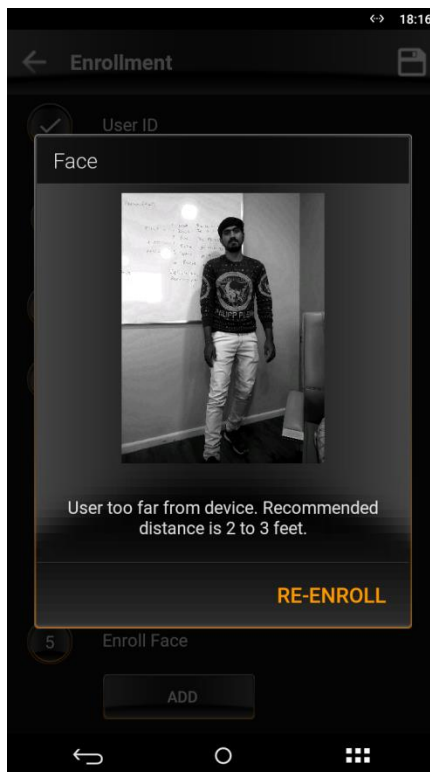 18:16
Enrollment
User ID
Face
User too far from device. Recommended
distance is 2 to 3 feet.
RE-ENROLL
5
Enroll Face
ADD